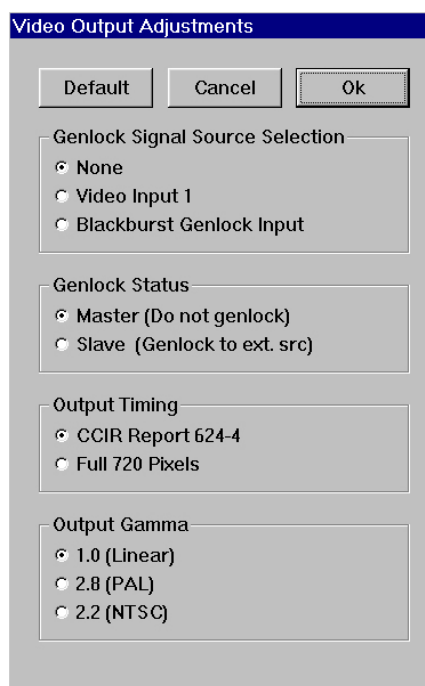 Video Output Adjustments
Default Cancel Ok
Genlock Signal Source Selection
None
Video Input 1
Blackburst Genlock Input
Genlock Status
Master (Do not genlock)
Slave (Genlock to ext. src)
Output Timing
CCIR Report 624-4
Full 720 Pixels
Output Gamma
1.0 (Linear)
2.8 (PAL)
2.2 (NTSC)